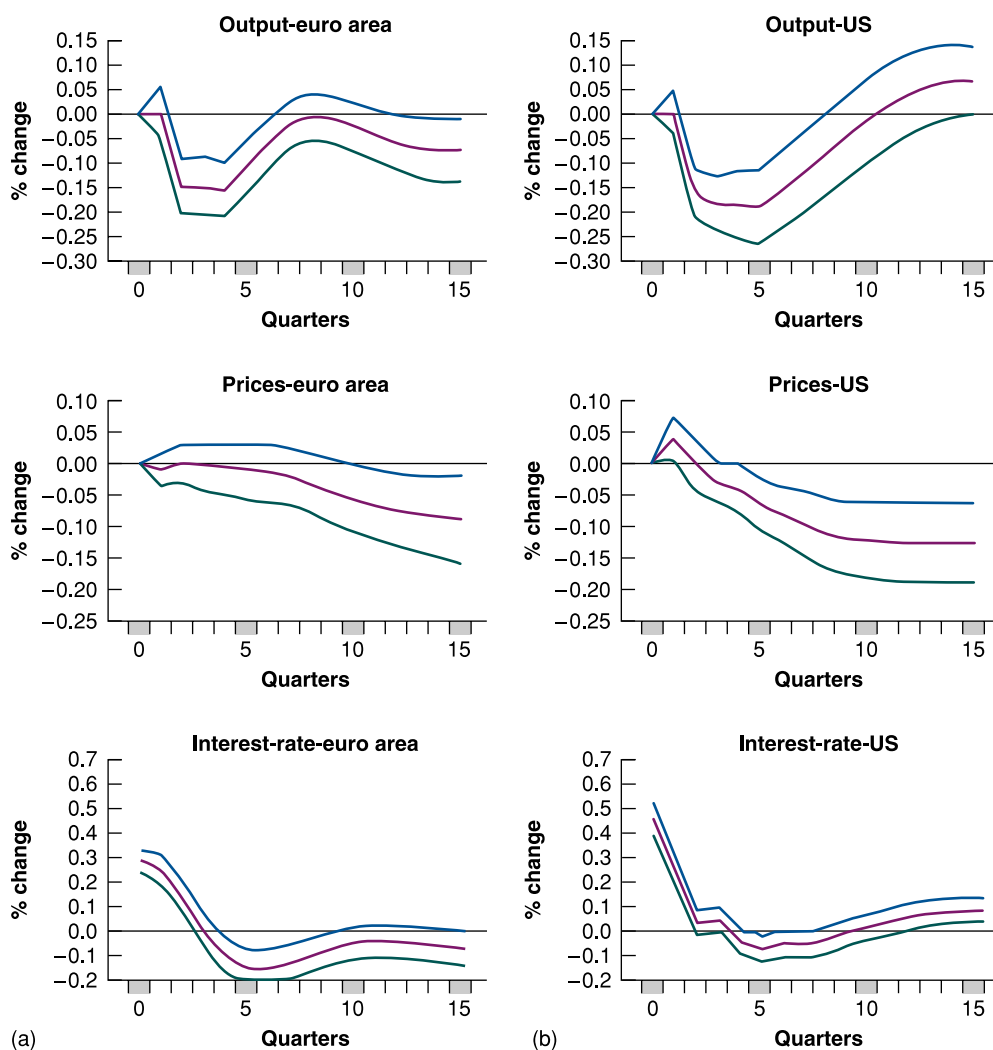 Output-euro area
% change
0.15
0.10
0.05
0.00
−0.05
−0.10
−0.15
−0.20
−0.25
−0.30
0 5 10 15
Quarters
Output-US
% change
0.15
0.10
0.05
0.00
−0.05
−0.10
−0.15
−0.20
−0.25
−0.30
0 5 10 15
Quarters
Prices-euro area
% change
0.10
0.05
0.00
−0.05
−0.10
−0.15
−0.20
−0.25
0 5 10 15
Quarters
Prices-US
% change
0.10
0.05
0.00
−0.05
−0.10
−0.15
−0.20
−0.25
0 5 10 15
Quarters
Interest-rate-euro area
% change
0.7
0.6
0.5
0.4
0.3
0.2
0.1
0.0
−0.1
−0.2
0 5 10 15
Quarters
(a)
Interest-rate-US
% change
0.7
0.6
0.5
0.4
0.3
0.2
0.1
0.0
−0.1
−0.2
0 5 10 15
Quarters
(b)